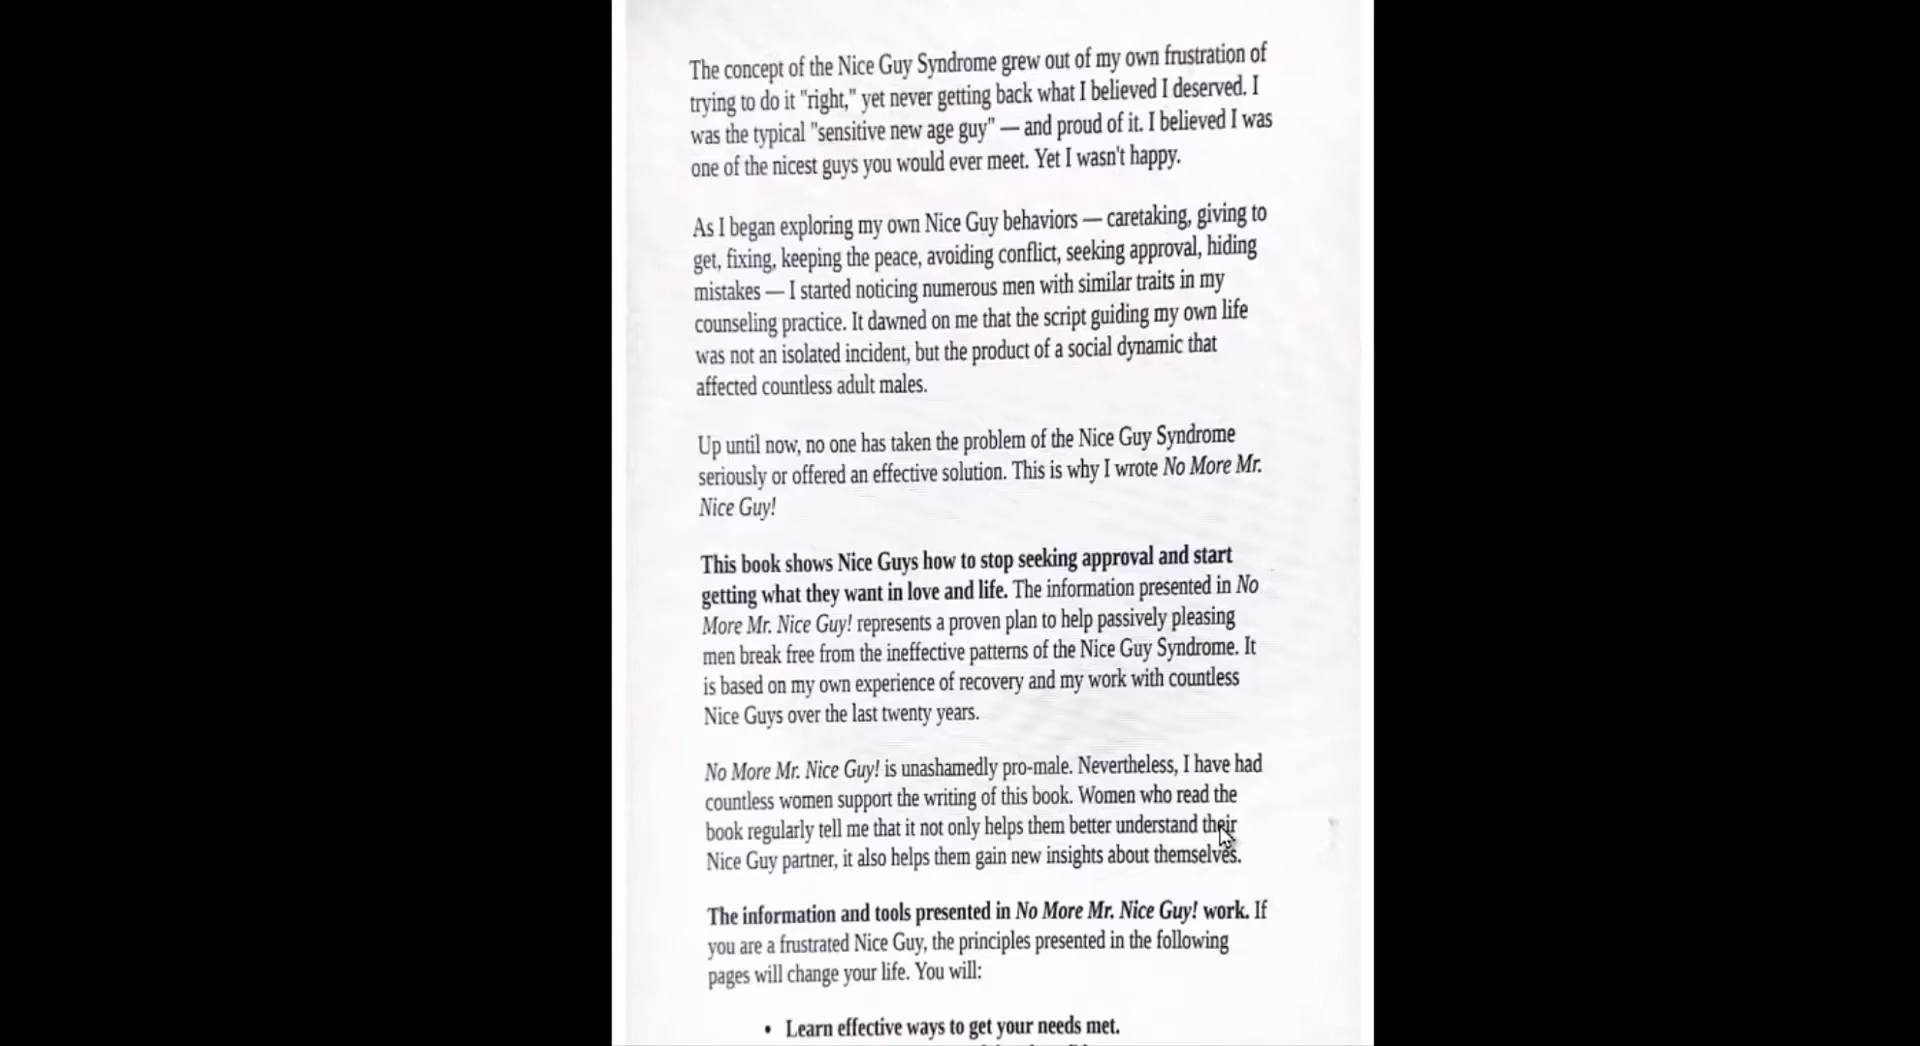 The concept of the Nice Guy Syndrome grew out of my own frustration of
trying to do it "right," yet never getting back what I believed I deserved. I
was the typical "sensitive new age guy" — and proud of it. I believed I was
one of the nicest guys you would ever meet. Yet I wasn't happy.
As I began exploring my own Nice Guy behaviors — caretaking, giving to
get, fixing, keeping the peace, avoiding conflict, seeking approval, hiding
mistakes — I started noticing numerous men with similar traits in my
counseling practice. It dawned on me that the script guiding my own life
was not an isolated incident, but the product of a social dynamic that
affected countless adult males.
Up until now, no one has taken the problem of the Nice Guy Syndrome
seriously or offered an effective solution. This is why I wrote No More Mr.
Nice Guy!
This book shows Nice Guys how to stop seeking approval and start
getting what they want in love and life. The information presented in No
More Mr. Nice Guy! represents a proven plan to help passively pleasing
men break free from the ineffective patterns of the Nice Guy Syndrome. It
is based on my own experience of recovery and my work with countless
Nice Guys over the last twenty years.
No More Mr. Nice Guy! is unashamedly pro-male. Nevertheless, I have had
countless women support the writing of this book. Women who read the
book regularly tell me that it not only helps them better understand their
Nice Guy partner, it also helps them gain new insights about themselves.
The information and tools presented in No More Mr. Nice Guy! work. If
you are a frustrated Nice Guy, the principles presented in the following
pages will change your life. You will:
• Learn effective ways to get your needs met.